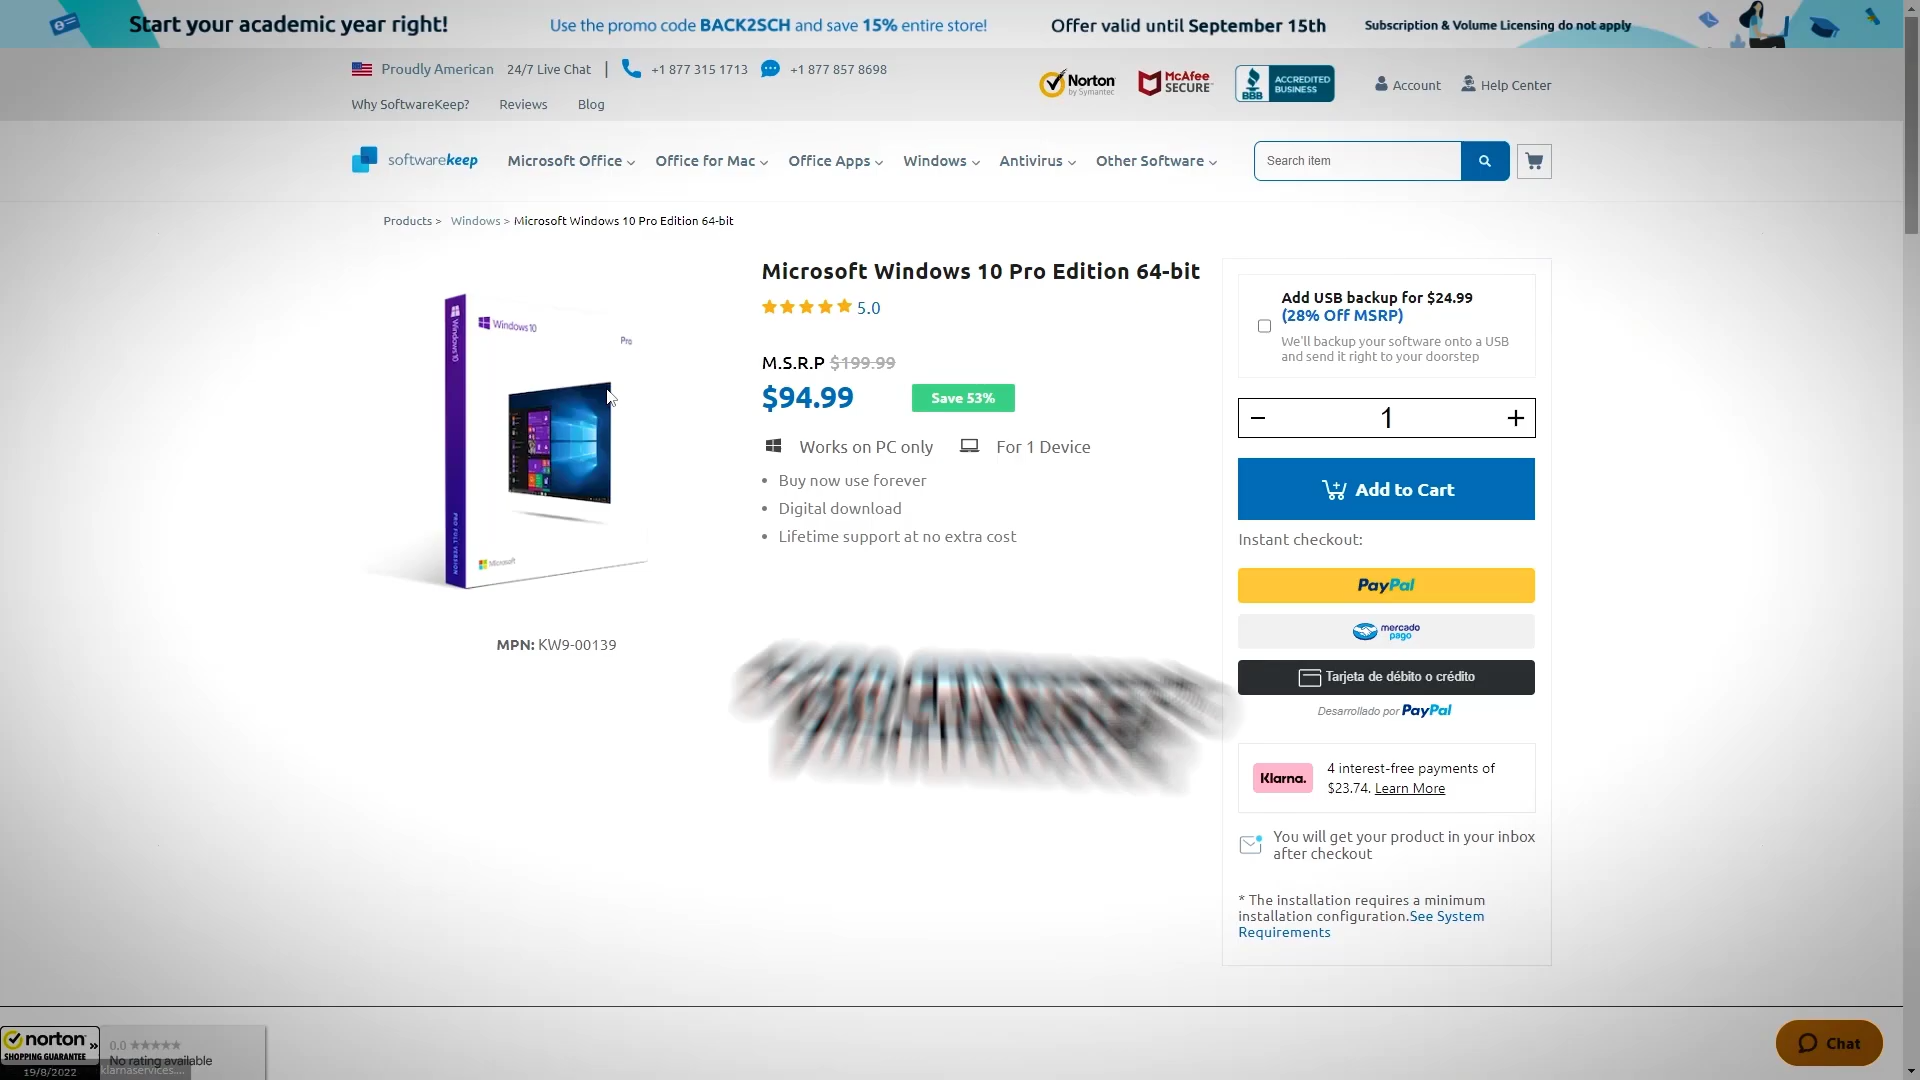 Start your academic year right!
Use the promo code BACK2SCH and save 15% entire store!
Offer valid until September 15th
Subscription & Volume Licensing do not apply
Proudly American
24/7 Live Chat
+1 877 315 1713
+1 877 857 8698
Norton
by Symantec
McAfee
SECURE
BBB
ACCREDITED
BUSINESS
Account
Help Center
Why SoftwareKeep?
Reviews
Blog
softwarekeep
Microsoft Office
Office for Mac
Office Apps
Windows
Antivirus
Other Software
Search item
Products > Windows > Microsoft Windows 10 Pro Edition 64-bit
Windows 10
Windows 10
Pro
PRO FULL VERSION
Microsoft
MPN: KW9-00139
Microsoft Windows 10 Pro Edition 64-bit
5.0
M.S.R.P $199.99
$94.99
Save 53%
Works on PC only
For 1 Device
• Buy now use forever
• Digital download
• Lifetime support at no extra cost
Add USB backup for $24.99
(28% Off MSRP)
We'll backup your software onto a USB
and send it right to your doorstep
− 1 +
Add to Cart
Instant checkout:
PayPal
mercado
pago
Tarjeta de débito o crédito
Desarrollado por PayPal
Klarna.
4 interest-free payments of
$23.74. Learn More
You will get your product in your inbox
after checkout
* The installation requires a minimum
installation configuration.See System
Requirements
norton »
SHOPPING GUARANTEE
19/8/2022
0,0 ★★★★★
No rating available
klarnaservices....
Chat